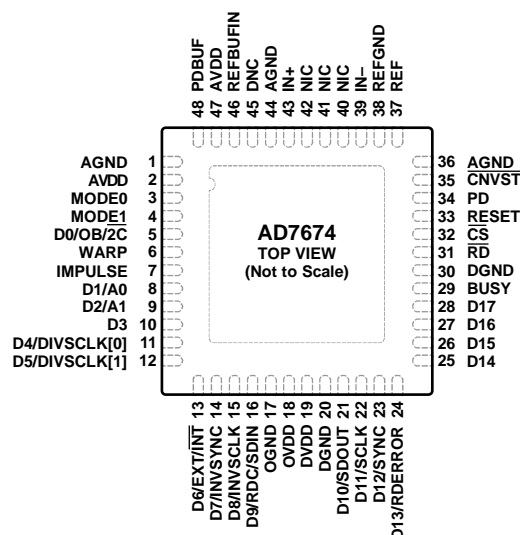 48 PDBUF
47 AVDD
46 REFBUFIN
45 DNC
44 AGND
43 IN+
42 NIC
41 NIC
40 NIC
39 IN–
38 REFGND
37 REF
AGND 1
AVDD 2
MODE0 3
MODE1 4
D0/OB/2C 5
WARP 6
IMPULSE 7
D1/A0 8
D2/A1 9
D3 10
D4/DIVSCLK[0] 11
D5/DIVSCLK[1] 12
AD7674
TOP VIEW
(Not to Scale)
36 AGND
35 CNVST
34 PD
33 RESET
32 CS
31 RD
30 DGND
29 BUSY
28 D17
27 D16
26 D15
25 D14
D6/EXT/INT 13
D7/INVSYNC 14
D8/INVSCLK 15
D9/RDC/SDIN 16
OGND 17
OVDD 18
DVDD 19
DGND 20
D10/SDOUT 21
D11/SCLK 22
D12/SYNC 23
D13/RDERROR 24